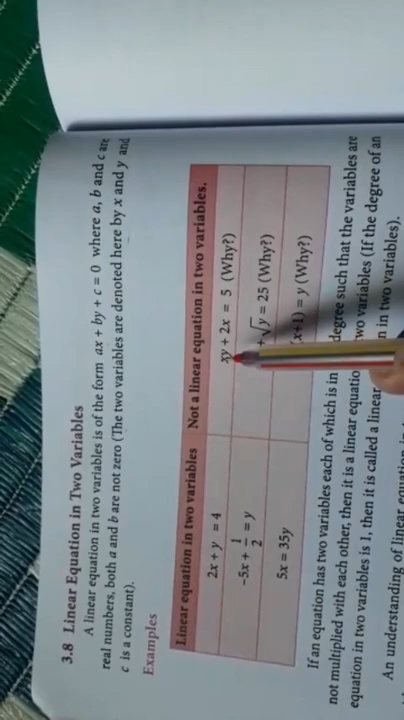 3.8 Linear Equation in Two Variables
A linear equation in two variables is of the form ax + by + c = 0 where a, b and c are
real numbers, both a and b are not zero (The two variables are denoted here by x and y and
c is a constant).
Examples
Linear equation in two variables Not a linear equation in two variables.
2x + y = 4 xy + 2x = 5 (Why?)
-5x + 1/2 = y + √y = 25 (Why?)
5x = 35y (x+1) = y (Why?)
If an equation has two variables each of which is in degree such that the variables are
not multiplied with each other, then it is a linear equatio wo variables (If the degree of an
equation in two variables is 1, then it is called a linear n in two variables).
An understanding of linear equation in